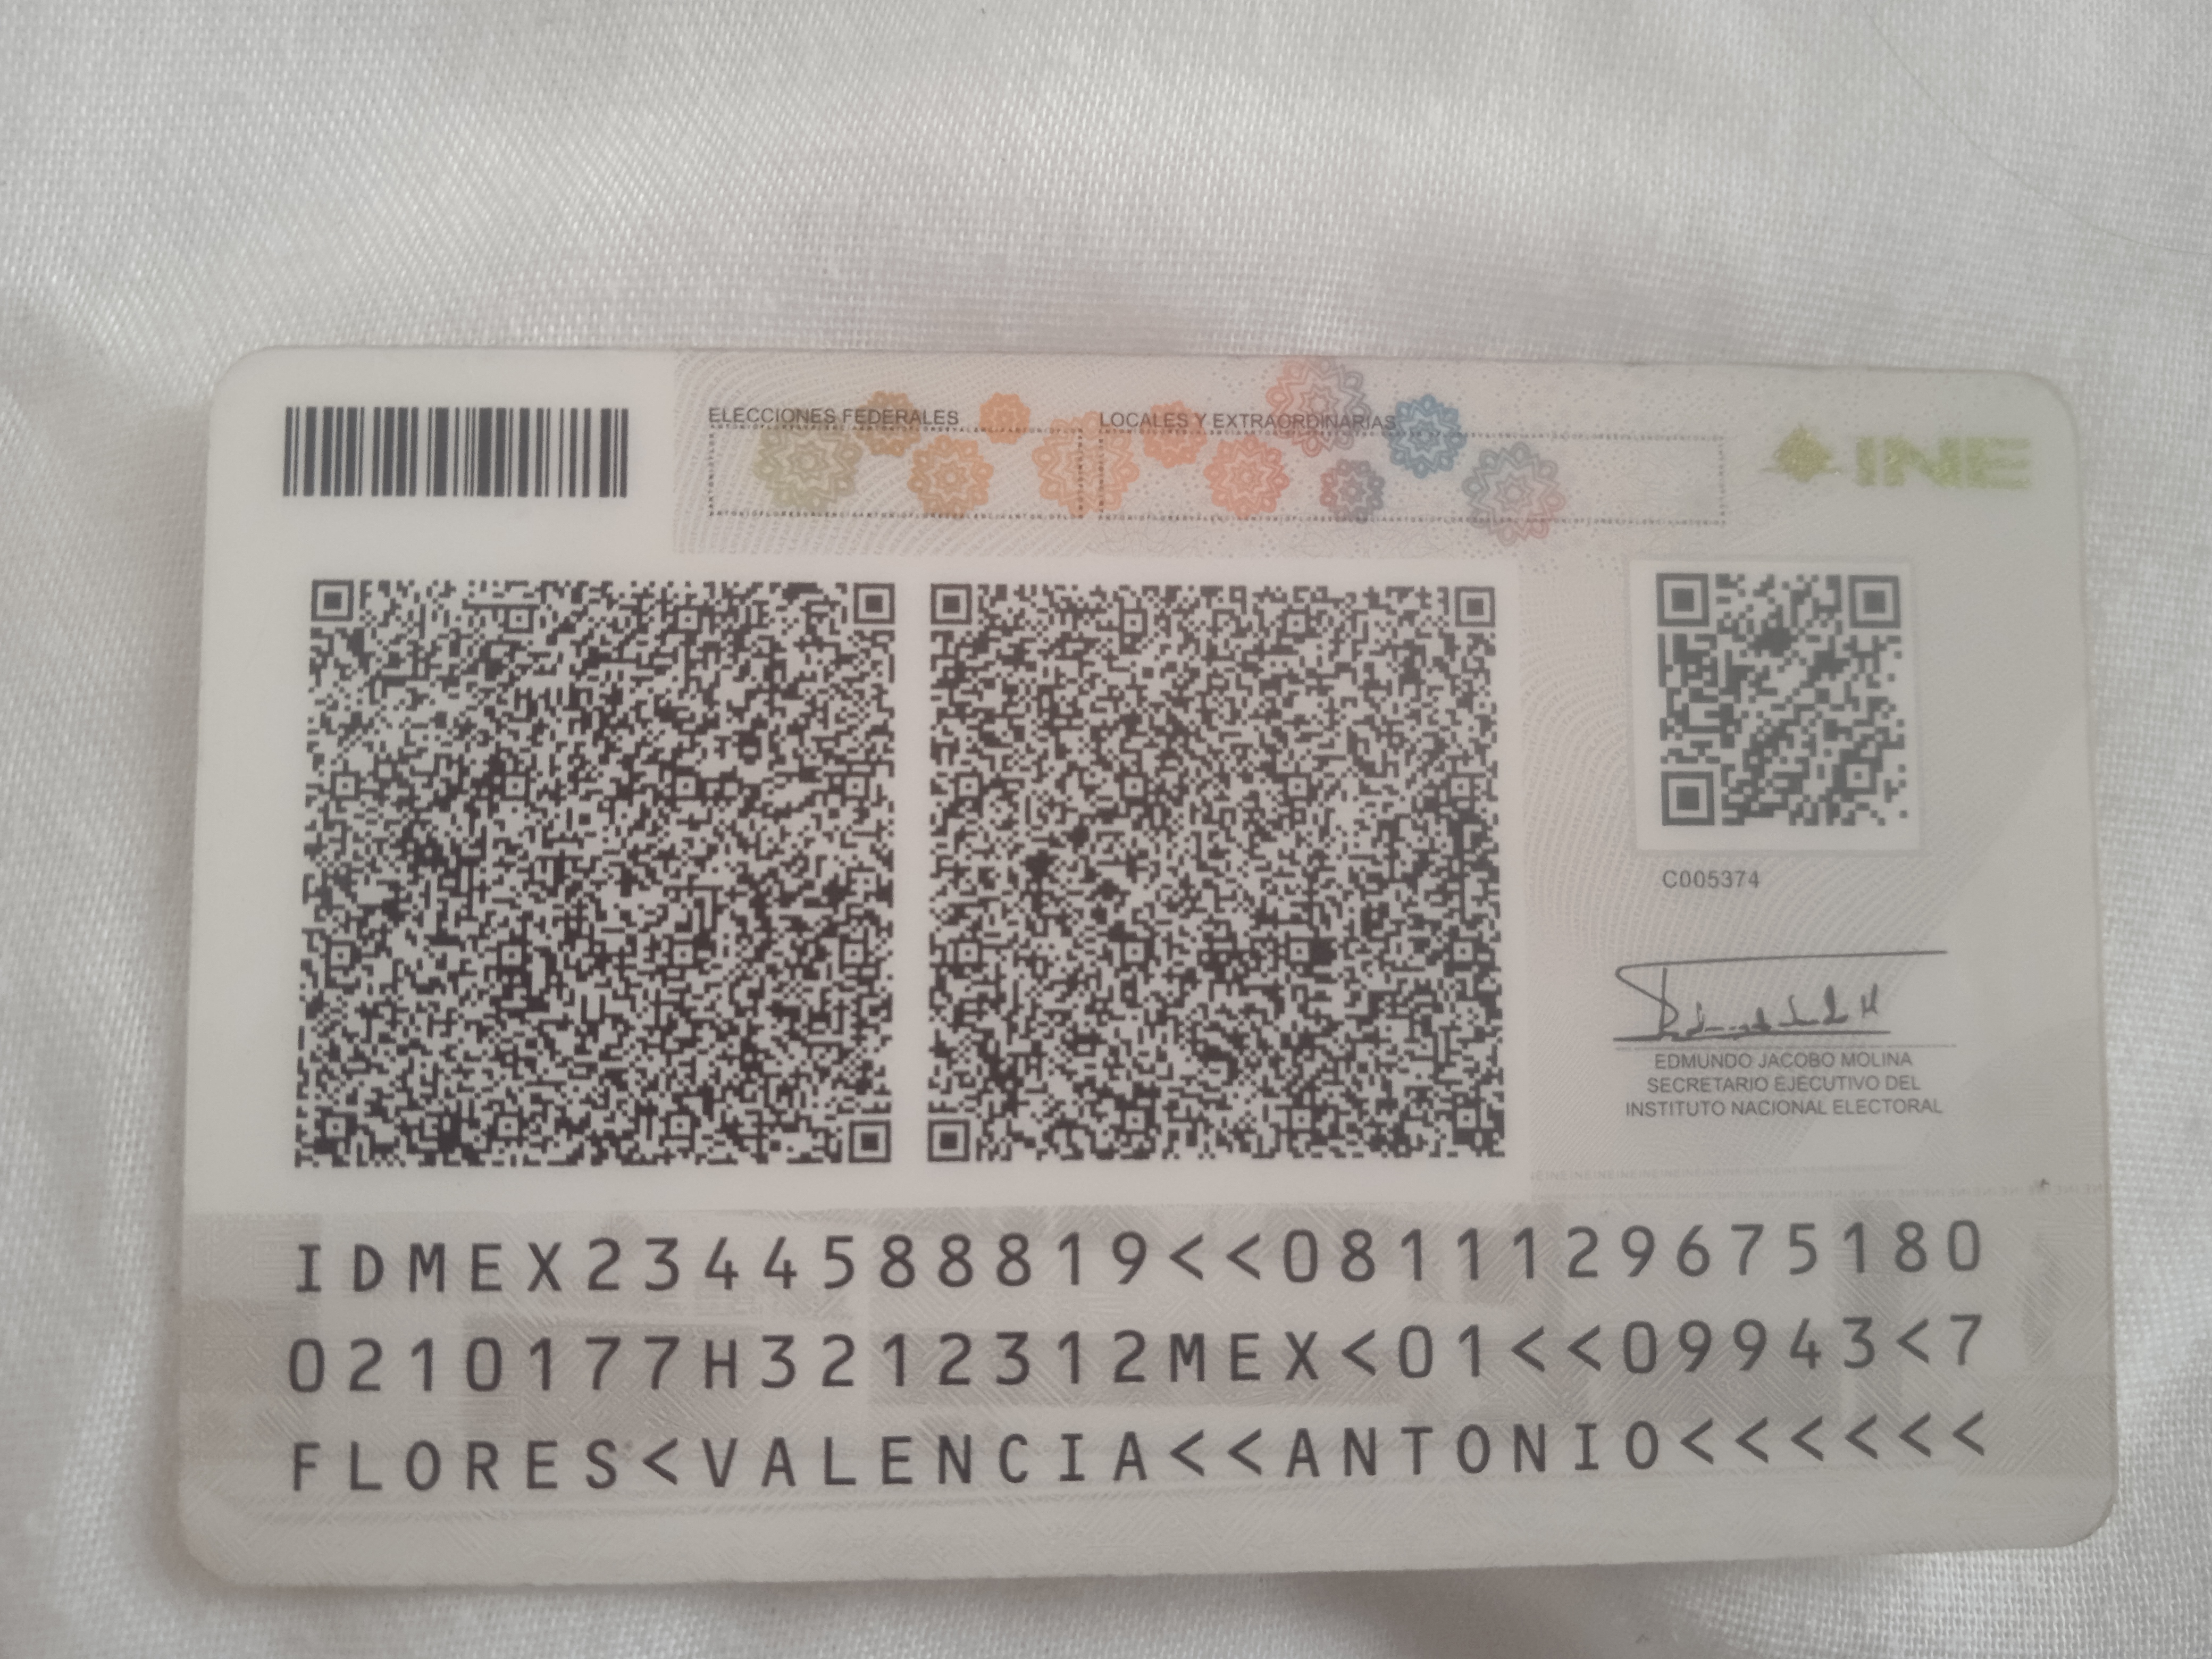 ELECCIONES FEDERALES
LOCALES Y EXTRAORDINARIAS
INE
C005374
EDMUNDO JACOBO MOLINA
SECRETARIO EJECUTIVO DEL
INSTITUTO NACIONAL ELECTORAL
IDMEX2344588819<<0811129675180
0210177H3212312MEX<01<<09943<7
FLORES<VALENCIA<<ANTONIO<<<<<<